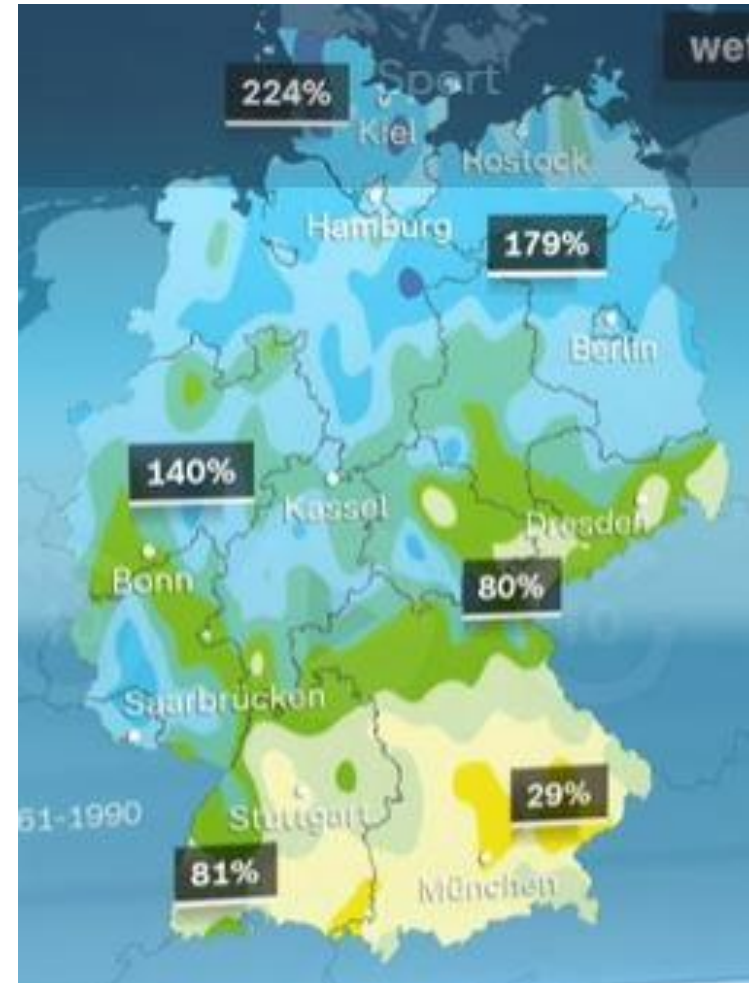 wet
224%
Sport
Kiel
Rostock
Hamburg
179%
Berlin
140%
Kassel
Dresden
Bonn
80%
Saarbrücken
29%
61-1990
Stuttgart
81%
München